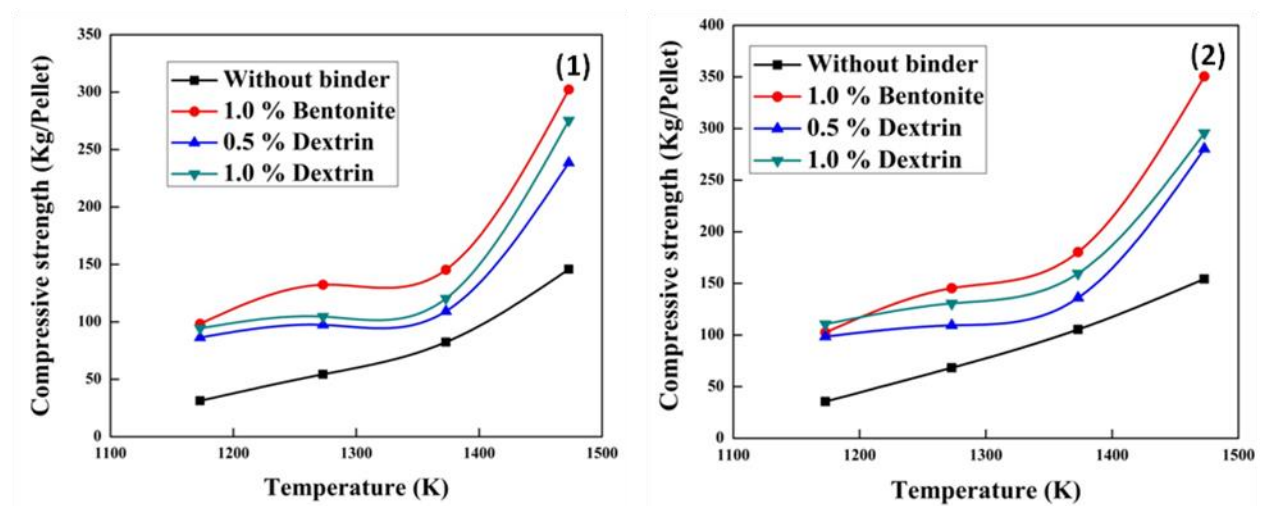 (1)
Without binder
1.0 % Bentonite
0.5 % Dextrin
1.0 % Dextrin
Compressive strength (Kg/Pellet)
350
300
250
200
150
100
50
0
1100
1200
1300
1400
1500
Temperature (K)
(2)
Without binder
1.0 % Bentonite
0.5 % Dextrin
1.0 % Dextrin
Compressive strength (Kg/Pellet)
400
350
300
250
200
150
100
50
0
1100
1200
1300
1400
1500
Temperature (K)